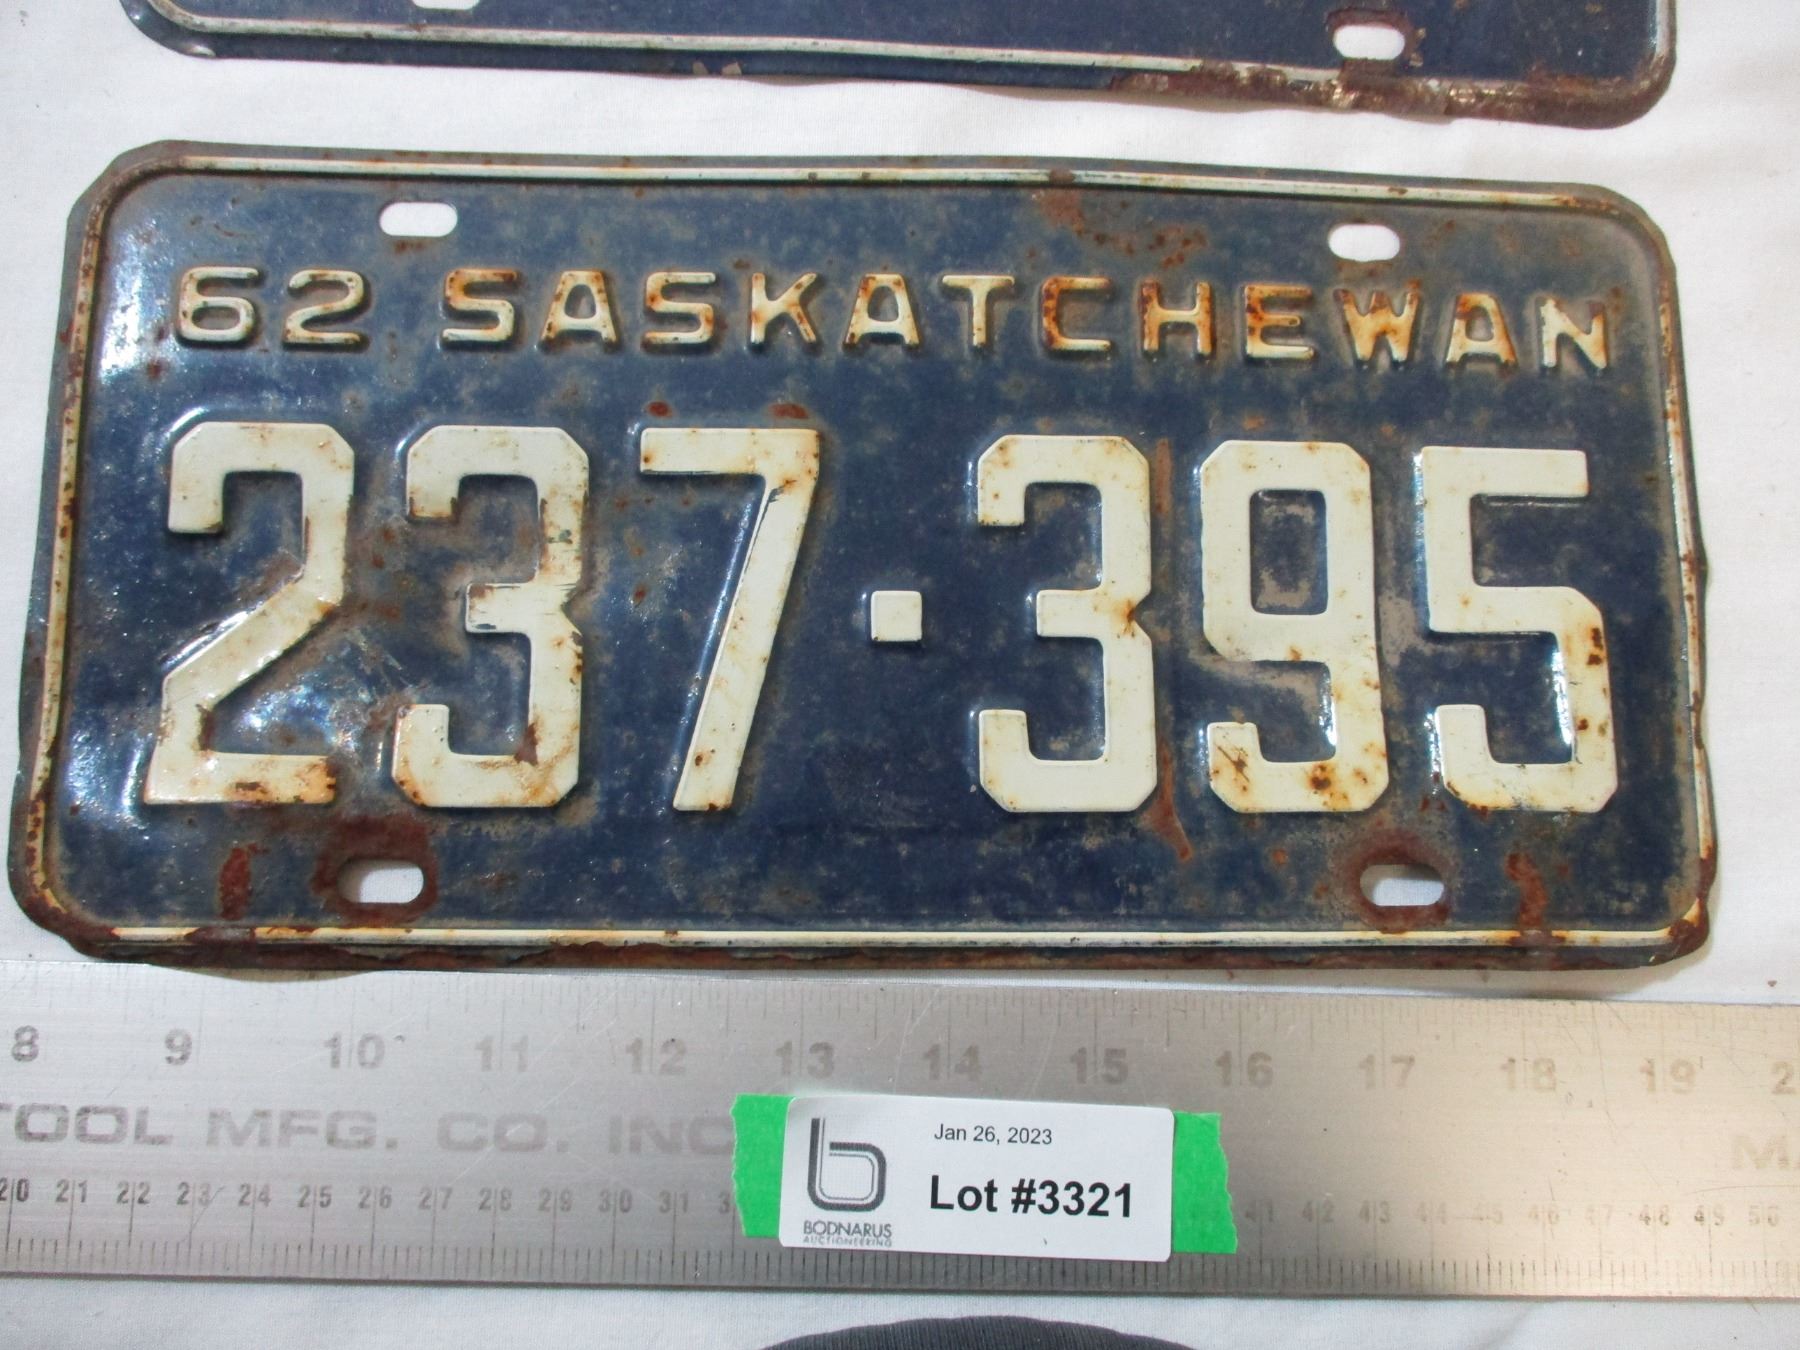 62 SASKATCHEWAN
237·395
8 9 10 11 12 13 14 15 16 17 18 19
TOOL MFG. CO. INC
20 21 22 23 24 25 26 27 28 29 30 31 41 42 43 44 45 46 47 48 49 50
Jan 26, 2023
Lot #3321
BODNARUS
AUCTIONEERING